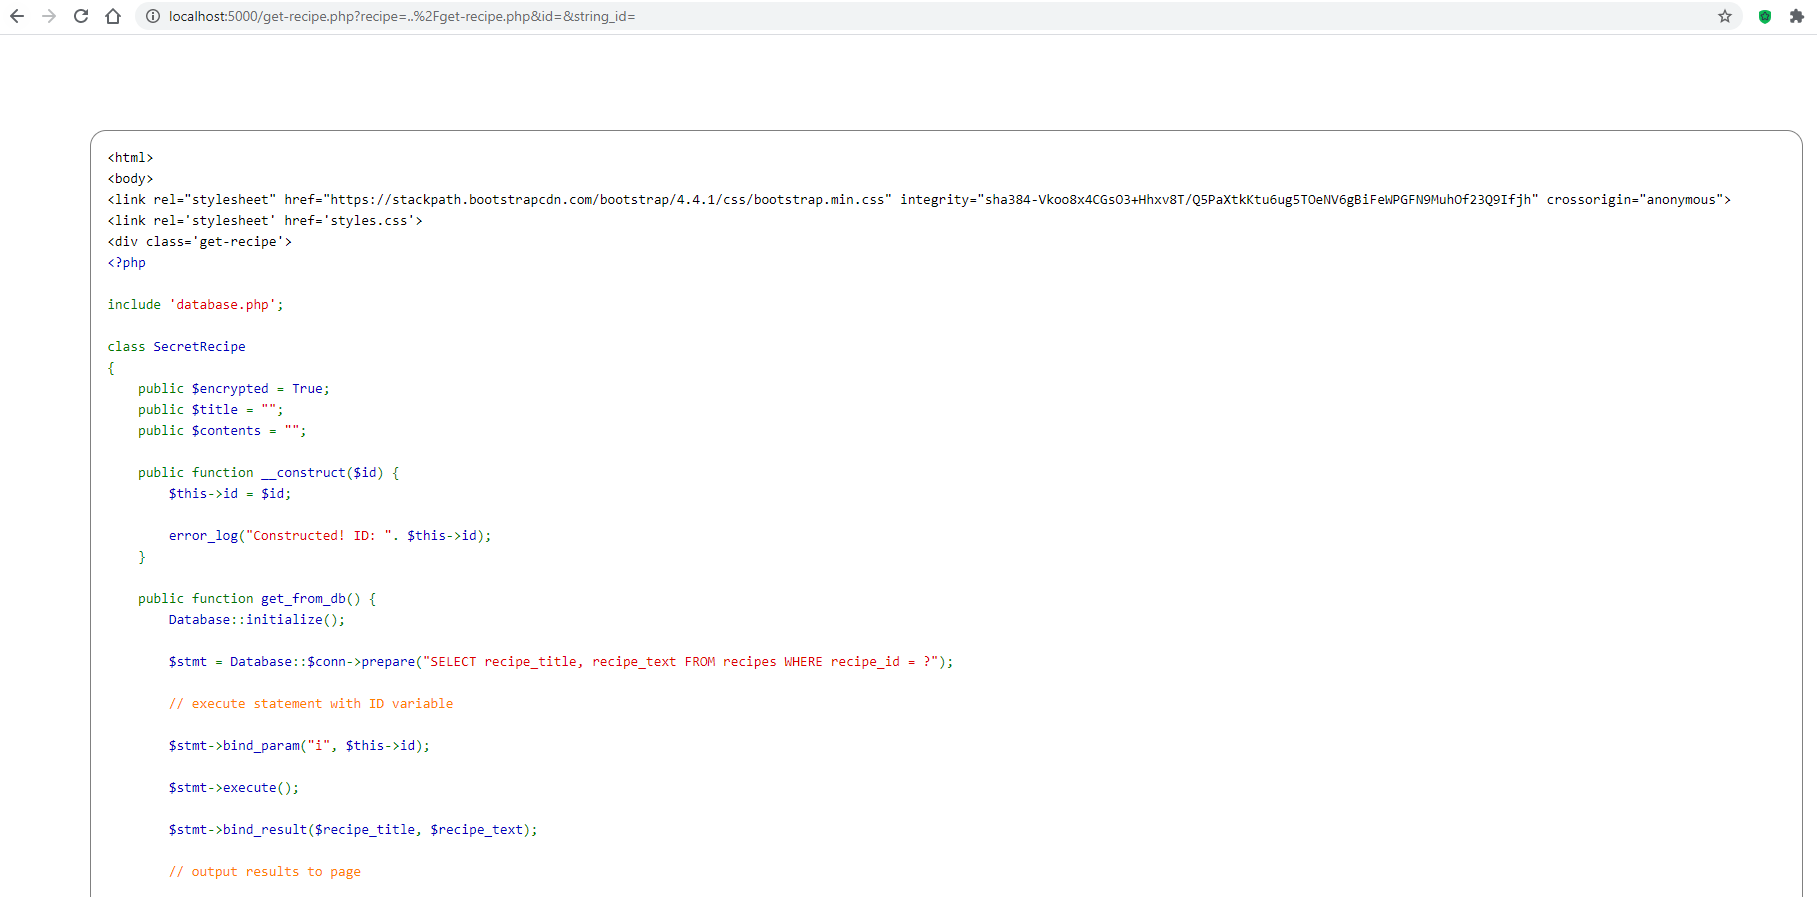 localhost:5000/get-recipe.php?recipe=..%2Fget-recipe.php&id=&string_id=
<html>
<body>
<link rel="stylesheet" href="https://stackpath.bootstrapcdn.com/bootstrap/4.4.1/css/bootstrap.min.css" integrity="sha384-Vkoo8x4CGsO3+Hhxv8T/Q5PaXtkKtu6ug5TOeNV6gBiFeWPGFN9MuhOf23Q9Ifjh" crossorigin="anonymous">
<link rel='stylesheet' href='styles.css'>
<div class='get-recipe'>
<?php
include 'database.php';
class SecretRecipe
{
    public $encrypted = True;
    public $title = "";
    public $contents = "";
    public function __construct($id) {
        $this->id = $id;
        error_log("Constructed! ID: ". $this->id);
    }
    public function get_from_db() {
        Database::initialize();
        $stmt = Database::$conn->prepare("SELECT recipe_title, recipe_text FROM recipes WHERE recipe_id = ?");
        // execute statement with ID variable
        $stmt->bind_param("i", $this->id);
        $stmt->execute();
        $stmt->bind_result($recipe_title, $recipe_text);
        // output results to page